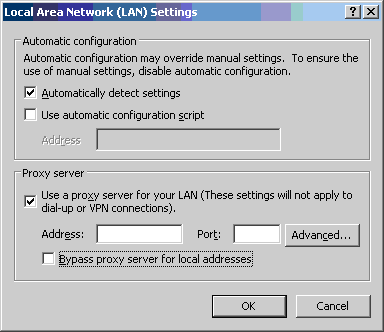 Local Area Network (LAN) Settings
Automatic configuration
Automatic configuration may override manual settings. To ensure the
use of manual settings, disable automatic configuration.
Automatically detect settings
Use automatic configuration script
Address
Proxy server
Use a proxy server for your LAN (These settings will not apply to
dial-up or VPN connections).
Address: Port: Advanced...
Bypass proxy server for local addresses
OK Cancel